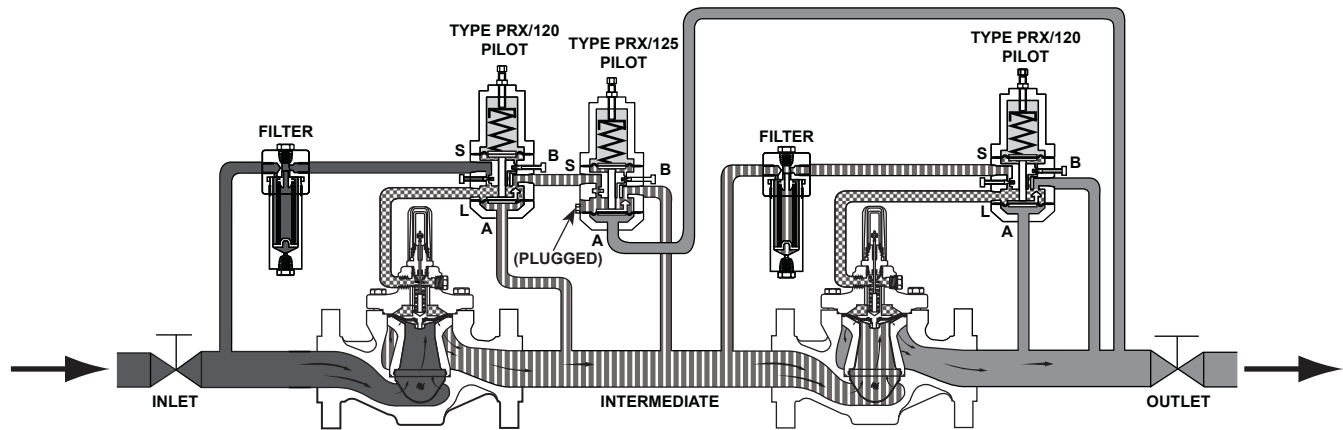 TYPE PRX/120
PILOT
TYPE PRX/125
PILOT
TYPE PRX/120
PILOT
FILTER
S
B
L
A
S
B
A
(PLUGGED)
FILTER
S
B
L
A
INLET
INTERMEDIATE
OUTLET